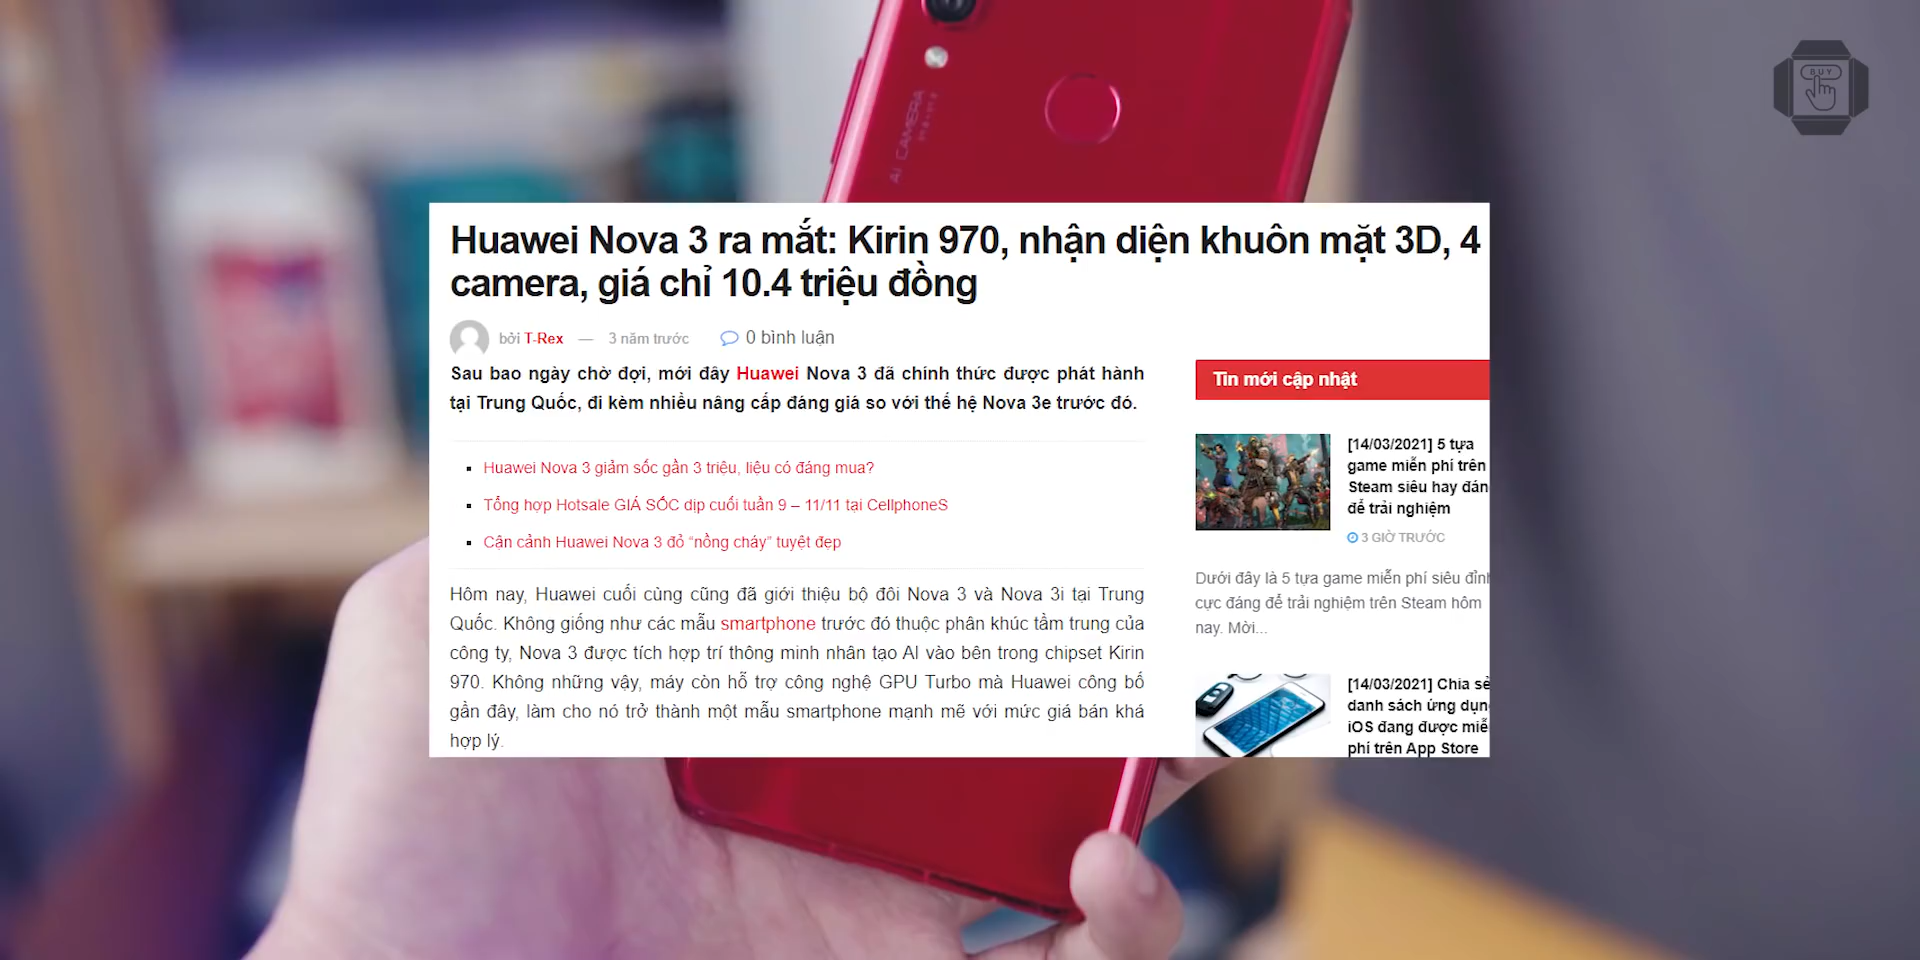 BUY
AI CAMERA
Huawei Nova 3 ra mắt: Kirin 970, nhận diện khuôn mặt 3D, 4
camera, giá chỉ 10.4 triệu đồng
bởi T-Rex — 3 năm trước 0 bình luận
Sau bao ngày chờ đợi, mới đây Huawei Nova 3 đã chính thức được phát hành
tại Trung Quốc, đi kèm nhiều nâng cấp đáng giá so với thế hệ Nova 3e trước đó.
Huawei Nova 3 giảm sốc gần 3 triệu, liệu có đáng mua?
Tổng hợp Hotsale GIÁ SỐC dịp cuối tuần 9 – 11/11 tại CellphoneS
Cận cảnh Huawei Nova 3 đỏ “nồng cháy” tuyệt đẹp
Hôm nay, Huawei cuối cùng cũng đã giới thiệu bộ đôi Nova 3 và Nova 3i tại Trung
Quốc. Không giống như các mẫu smartphone trước đó thuộc phân khúc tầm trung của
công ty, Nova 3 được tích hợp trí thông minh nhân tạo AI vào bên trong chipset Kirin
970. Không những vậy, máy còn hỗ trợ công nghệ GPU Turbo mà Huawei công bố
gần đây, làm cho nó trở thành một mẫu smartphone mạnh mẽ với mức giá bán khá
hợp lý.
Tin mới cập nhật
[14/03/2021] 5 tựa
game miễn phí trên
Steam siêu hay đán
để trải nghiệm
3 GIỜ TRƯỚC
Dưới đây là 5 tựa game miễn phí siêu đỉnh
cực đáng để trải nghiệm trên Steam hôm
nay. Mời...
[14/03/2021] Chia sẻ
danh sách ứng dụn
iOS đang được miễ
phí trên App Store